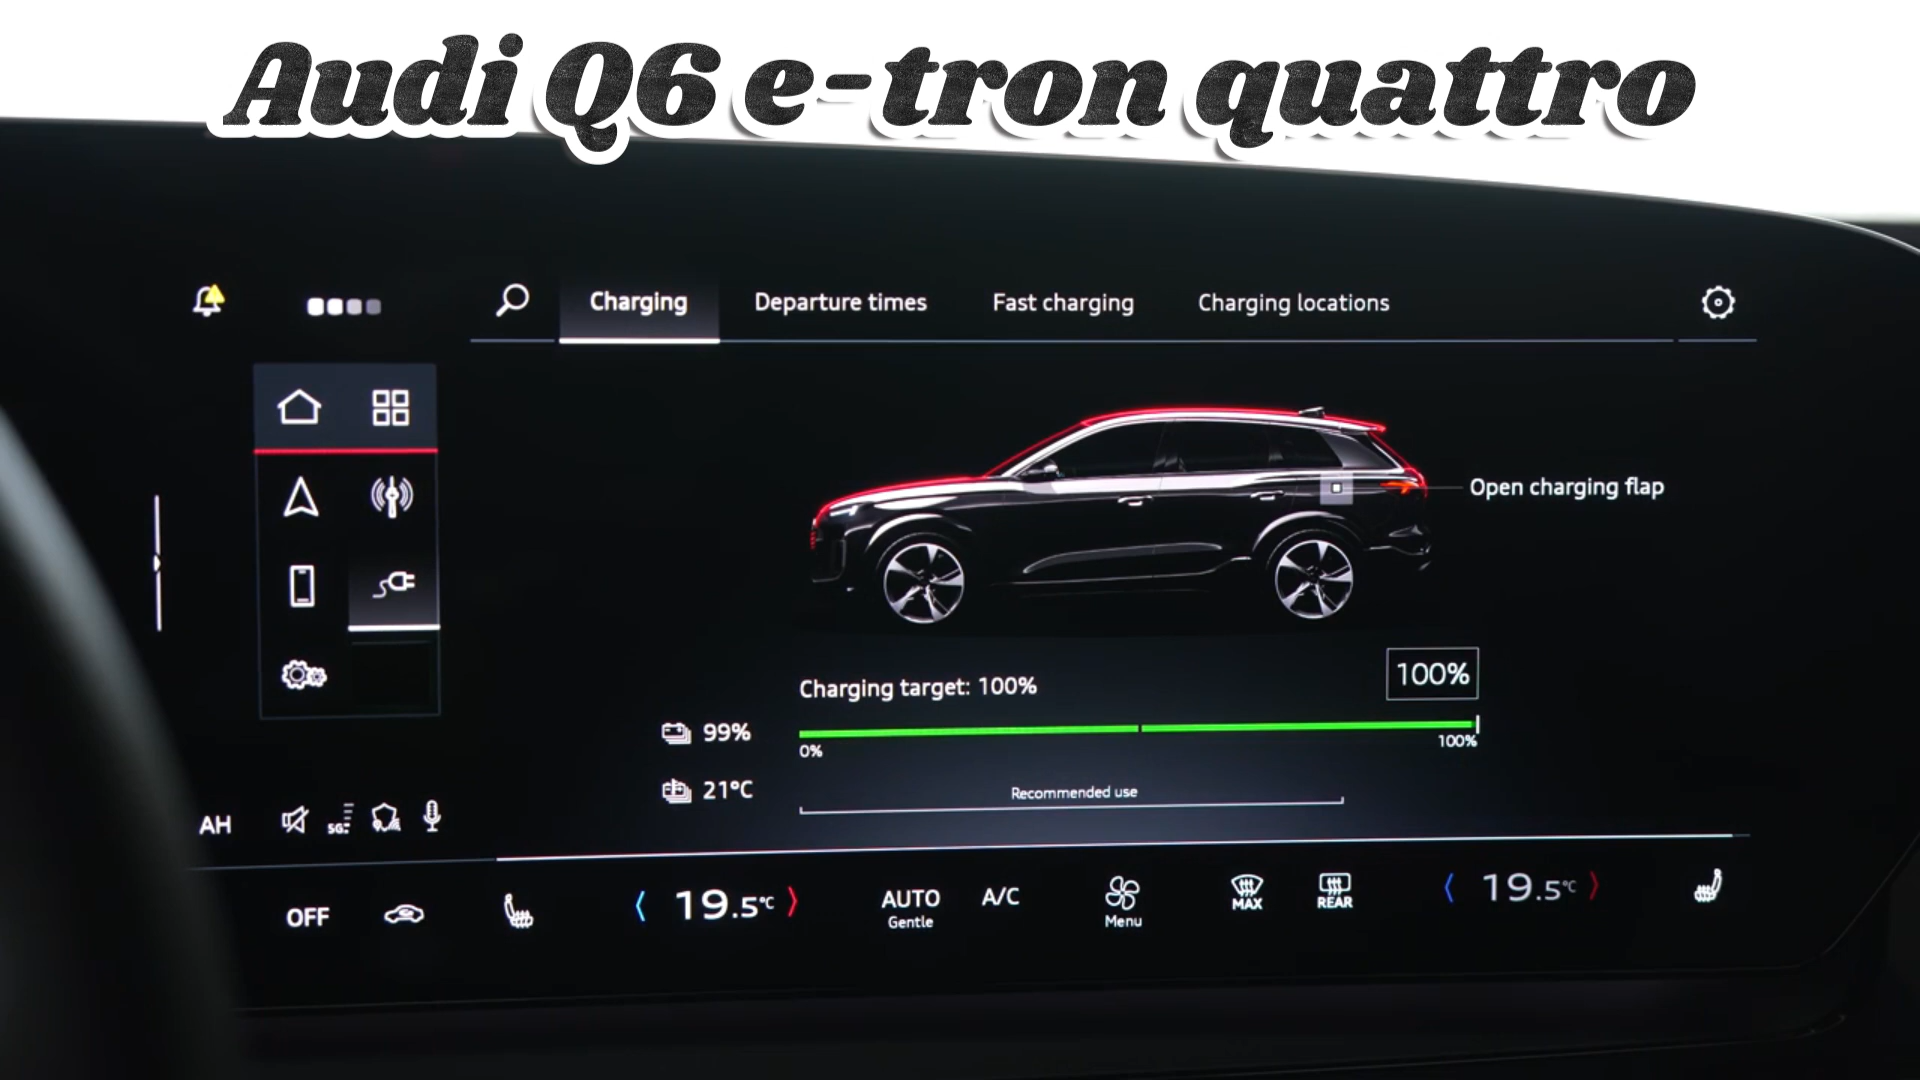 Audi Q6 e-tron quattro
Charging Departure times Fast charging Charging locations
Open charging flap
Charging target: 100%
100%
99%
0%
100%
21°C
Recommended use
AH
5G
OFF
19.5°C
AUTO
Gentle
A/C
Menu
MAX
REAR
19.5°C